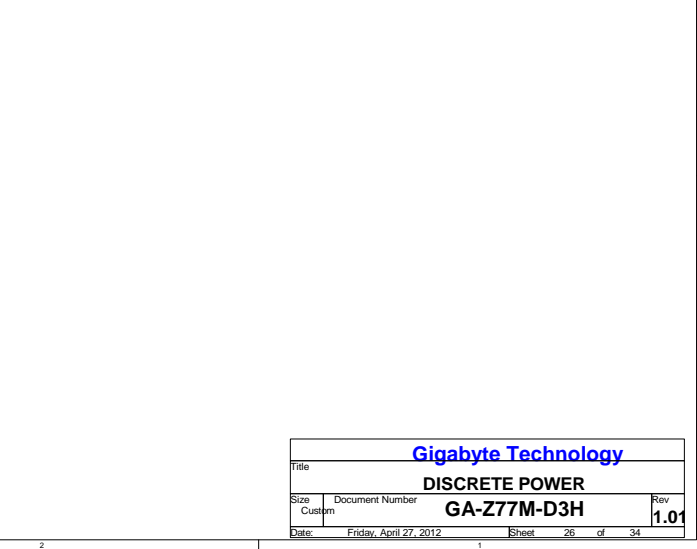 Gigabyte Technology
Title
DISCRETE POWER
Size Document Number Rev
Custom GA-Z77M-D3H 1.01
Date: Friday, April 27, 2012 Sheet 26 of 34
2 1